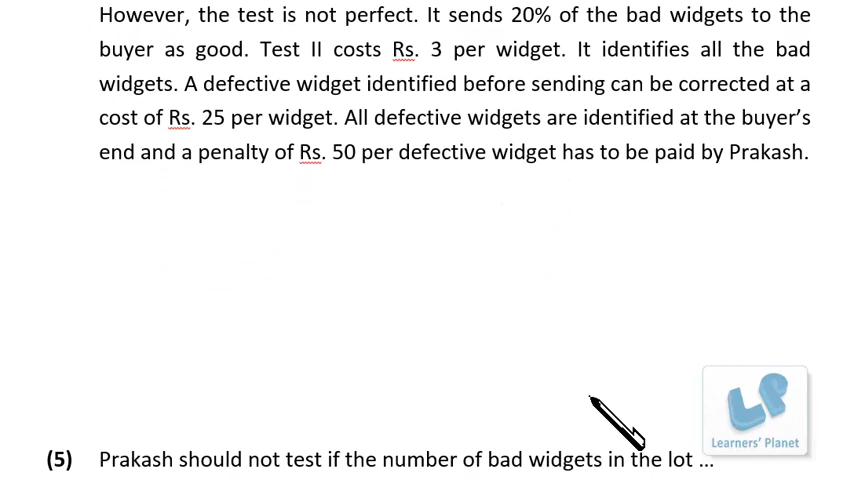 However, the test is not perfect. It sends 20% of the bad widgets to the
buyer as good. Test II costs Rs. 3 per widget. It identifies all the bad
widgets. A defective widget identified before sending can be corrected at a
cost of Rs. 25 per widget. All defective widgets are identified at the buyer's
end and a penalty of Rs. 50 per defective widget has to be paid by Prakash.
LP
Learners' Planet
(5) Prakash should not test if the number of bad widgets in the lot ...